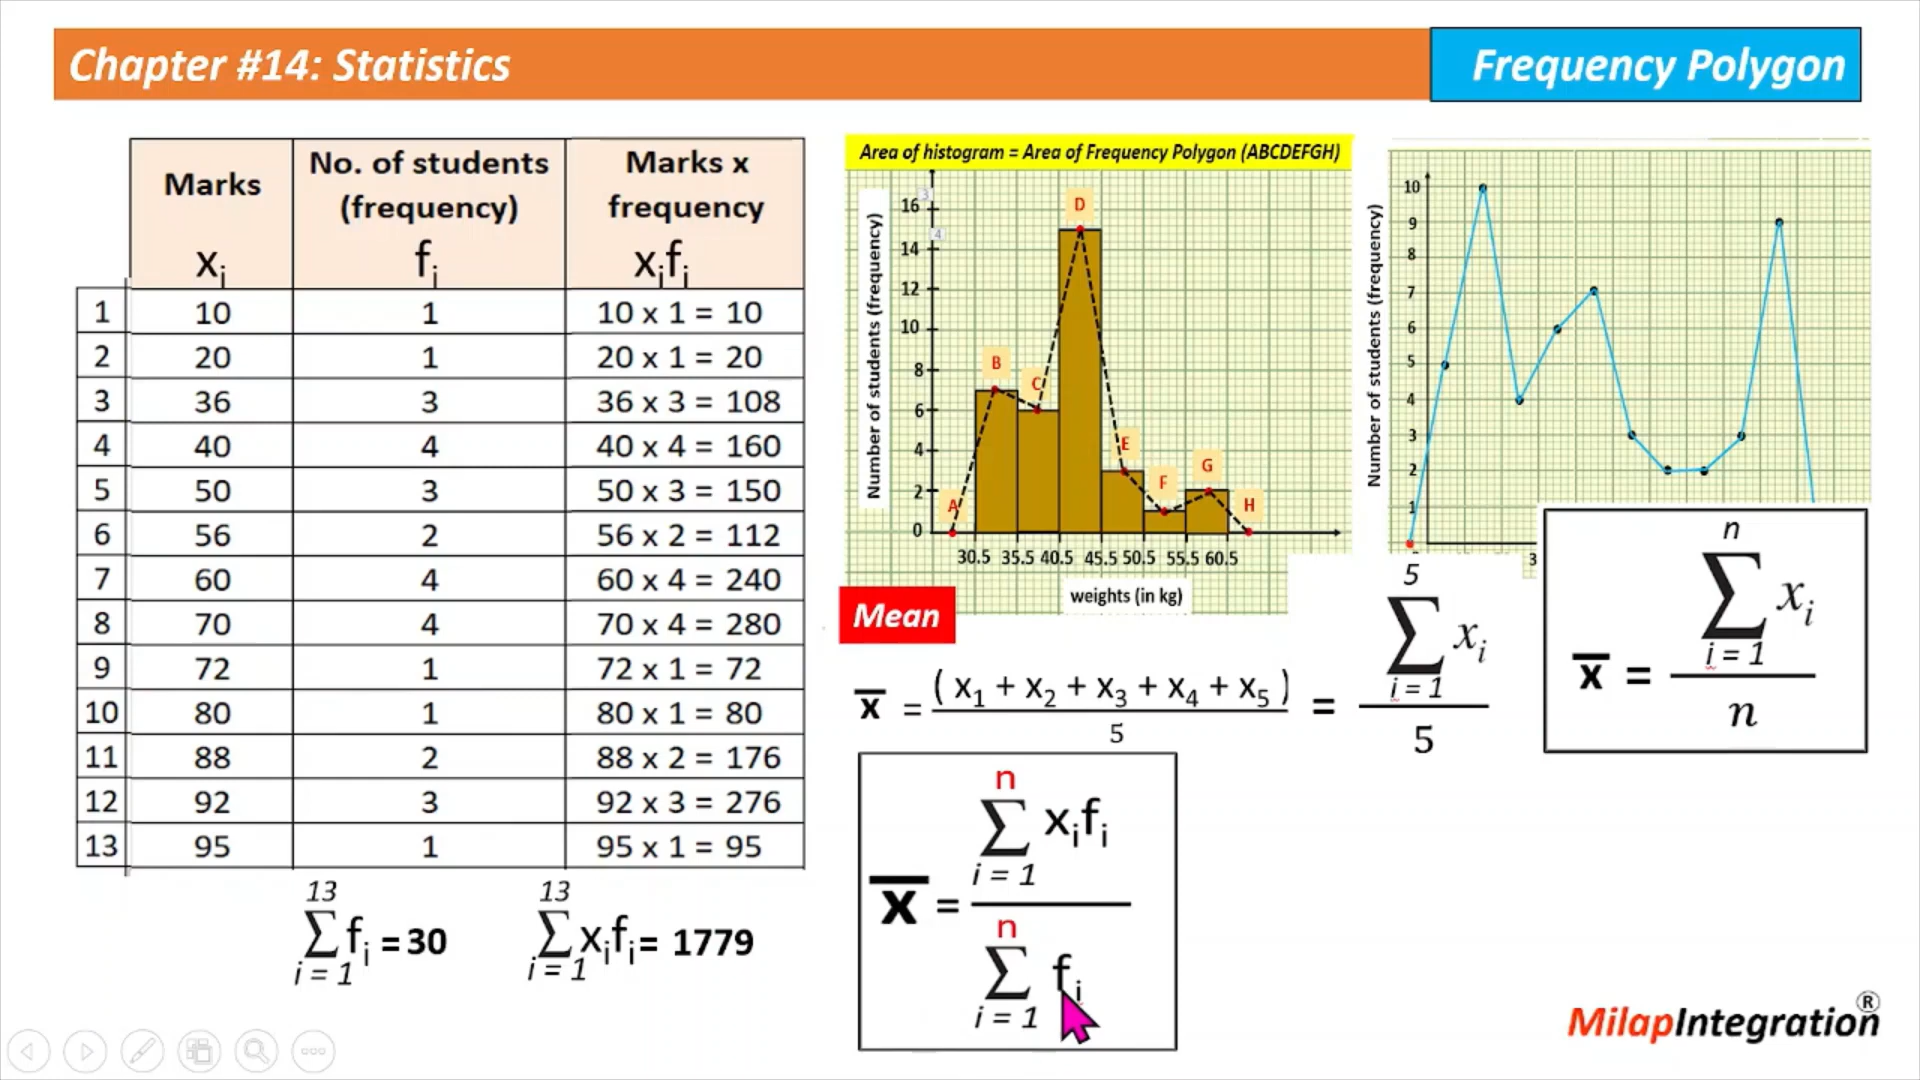 Chapter #14: Statistics
Frequency Polygon
Marks
xi
No. of students
(frequency)
fi
Marks x
frequency
xifi
1 10 1 10 x 1 = 10
2 20 1 20 x 1 = 20
3 36 3 36 x 3 = 108
4 40 4 40 x 4 = 160
5 50 3 50 x 3 = 150
6 56 2 56 x 2 = 112
7 60 4 60 x 4 = 240
8 70 4 70 x 4 = 280
9 72 1 72 x 1 = 72
10 80 1 80 x 1 = 80
11 88 2 88 x 2 = 176
12 92 3 92 x 3 = 276
13 95 1 95 x 1 = 95
13
∑ fi = 30
i = 1
13
∑ xifi = 1779
i = 1
Area of histogram = Area of Frequency Polygon (ABCDEFGH)
Number of students (frequency)
16
14
12
10
8
6
4
2
0
3
4
A
B
C
D
E
F
G
H
30.5 35.5 40.5 45.5 50.5 55.5 60.5
weights (in kg)
Number of students (frequency)
10
9
8
7
6
5
4
3
2
1
3
Mean
x̄ = ( x1 + x2 + x3 + x4 + x5 )
5
=
5
∑ xi
i = 1
5
n
∑ xi
i = 1
x̄ =
n
n
∑ xifi
i = 1
x̄ =
n
∑ fi
i = 1
MilapIntegration®